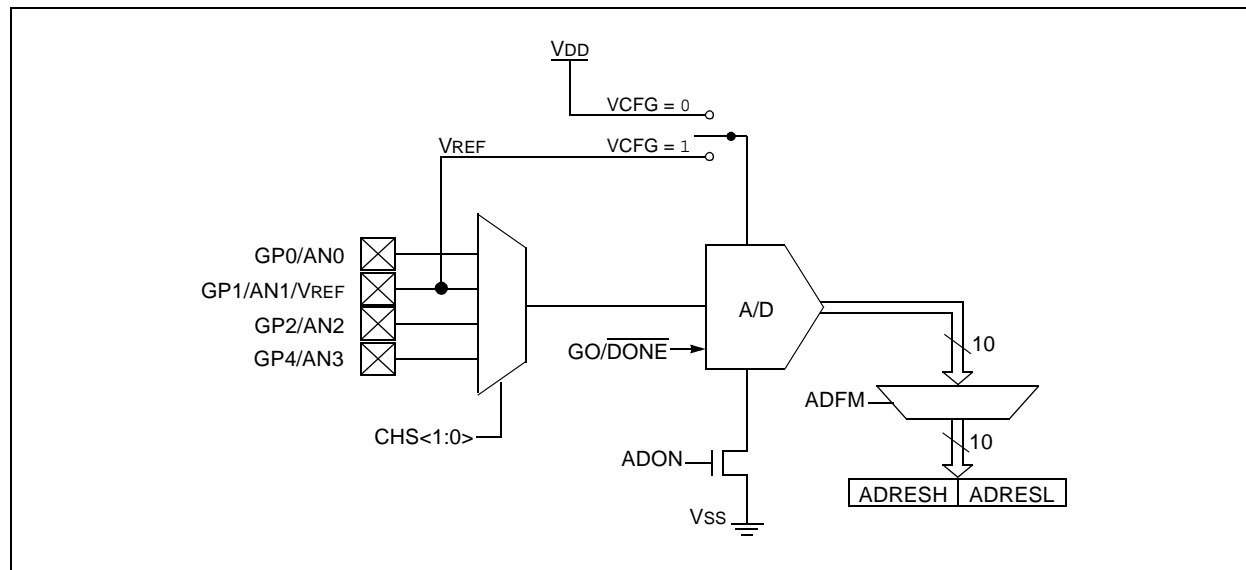 VDD
VCFG = 0
VCFG = 1
VREF
GP0/AN0
GP1/AN1/VREF
GP2/AN2
GP4/AN3
A/D
GO/DONE
10
ADFM
CHS<1:0>
10
ADON
ADRESH ADRESL
VSS